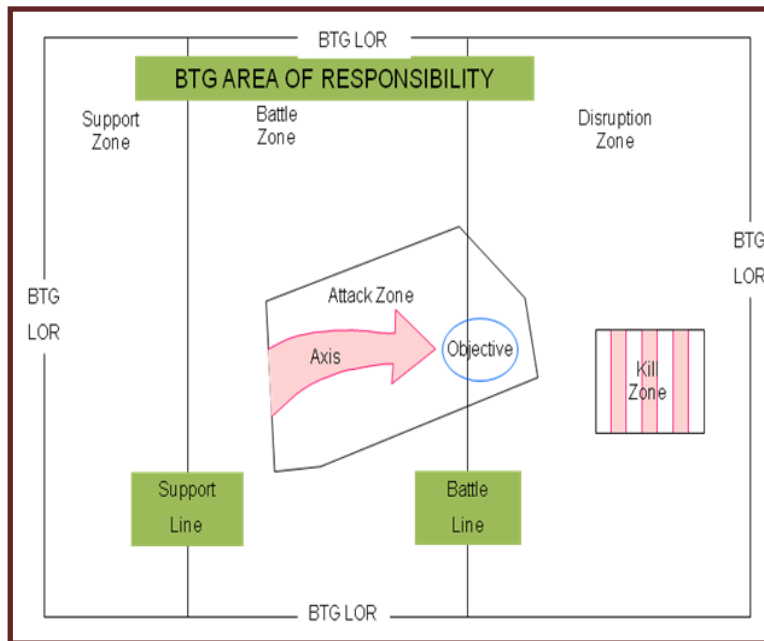 BTG LOR
BTG AREA OF RESPONSIBILITY
Support
Zone
Battle
Zone
Disruption
Zone
BTG
LOR
BTG
LOR
Attack Zone
Axis
Objective
Kill
Zone
Support
Line
Battle
Line
BTG LOR